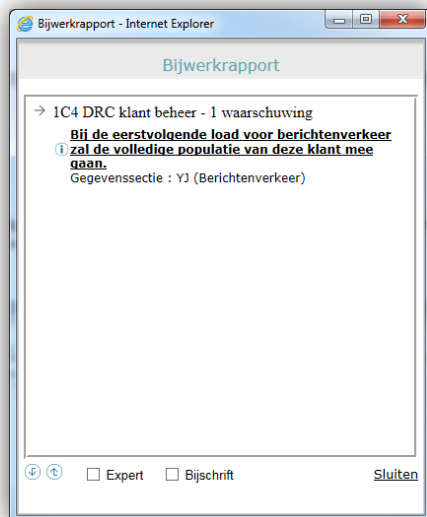 Bijwerkrapport - Internet Explorer
Bijwerkrapport
1C4 DRC klant beheer - 1 waarschuwing
Bij de eerstvolgende load voor berichtenverkeer
zal de volledige populatie van deze klant mee
gaan.
Gegevenssectie : YJ (Berichtenverkeer)
Expert Bijschrift Sluiten